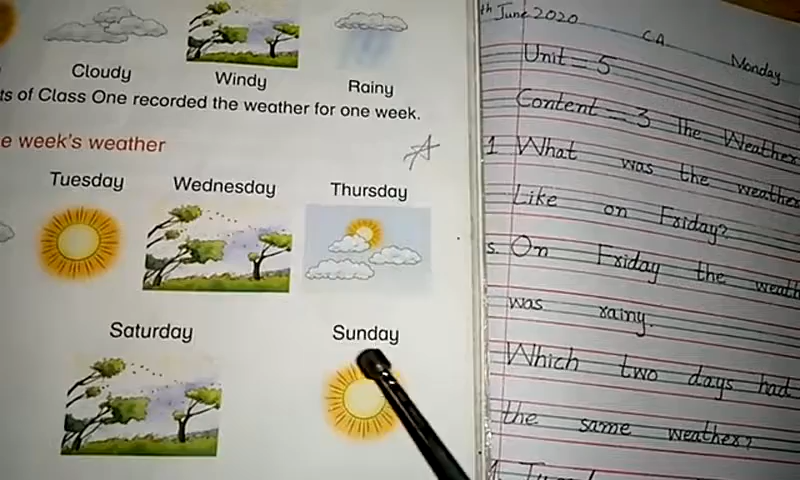 Cloudy
Windy
Rainy
ts of Class One recorded the weather for one week.
e week's weather
Tuesday
Wednesday
Thursday
Saturday
Sunday
th June 2020 CA Monday
Unit = 5
Content = 3 The Weather
1 What was the weather
Like on Friday?
s. On Friday the weath
was rainy.
Which two days had
the same weather?